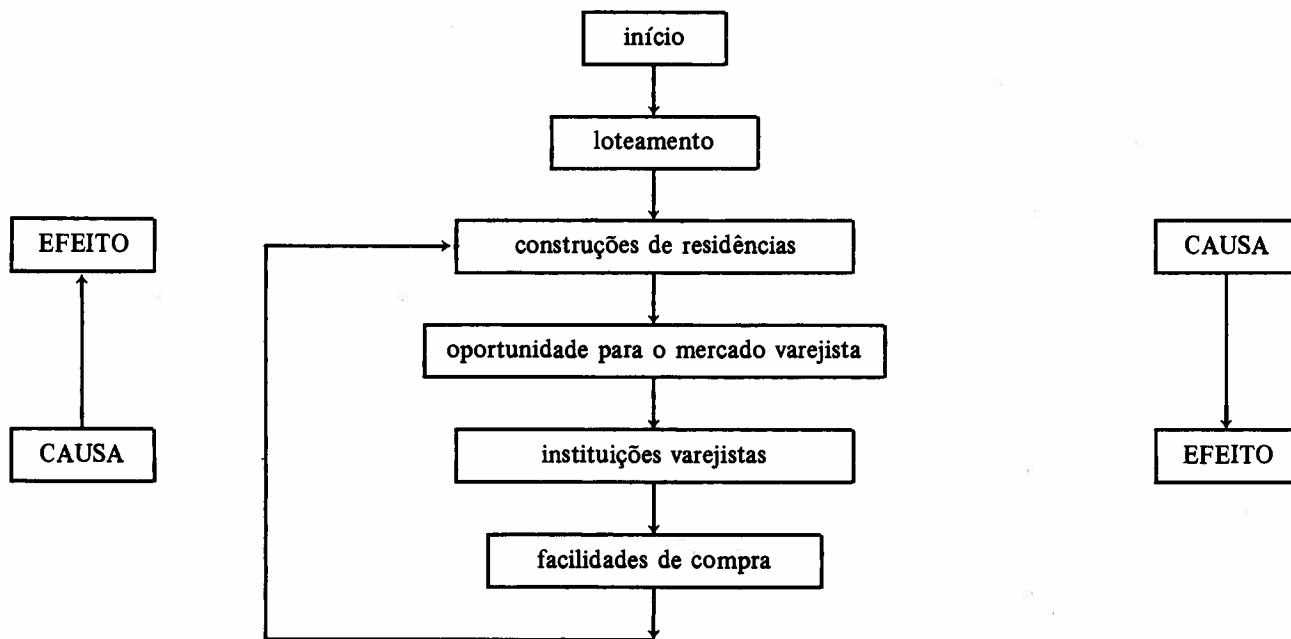 início
loteamento
EFEITO
construções de residências
CAUSA
oportunidade para o mercado varejista
CAUSA
instituições varejistas
EFEITO
facilidades de compra